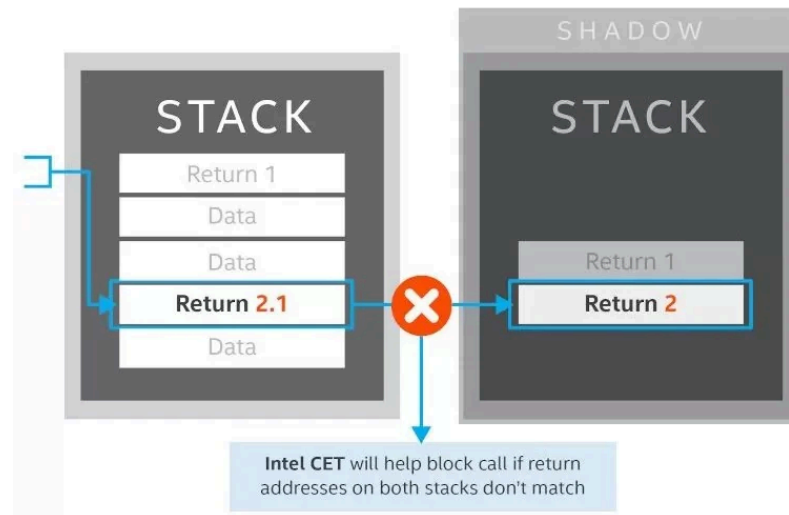 SHADOW
STACK
Return 1
Data
Data
Return 2.1
Data
STACK
Return 1
Return 2
Intel CET will help block call if return
addresses on both stacks don't match